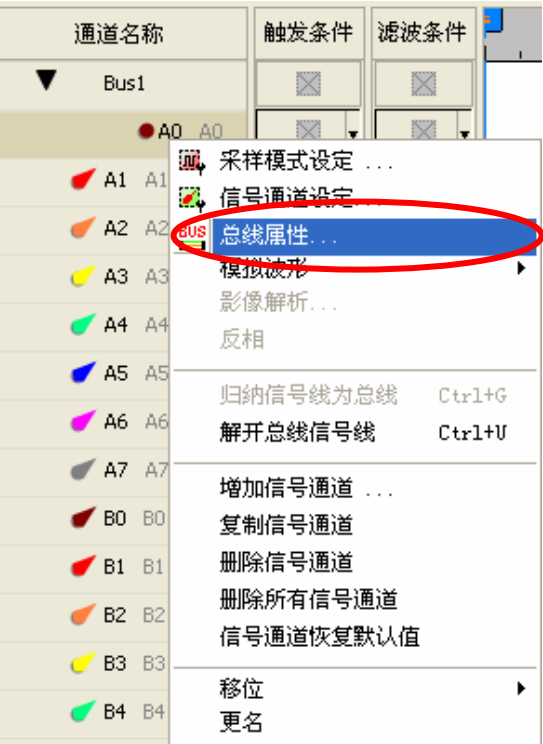 通道名称 触发条件 滤波条件
Bus1
A0 A0
A1 A1
A2 A2
A3 A3
A4 A4
A5 A5
A6 A6
A7 A7
B0 B0
B1 B1
B2 B2
B3 B3
B4 B4
采样模式设定 ...
信号通道设定...
BUS 总线属性...
模拟波形
影像解析...
反相
归纳信号线为总线 Ctrl+G
解开总线信号线 Ctrl+U
增加信号通道 ...
复制信号通道
删除信号通道
删除所有信号通道
信号通道恢复默认值
移位
更名